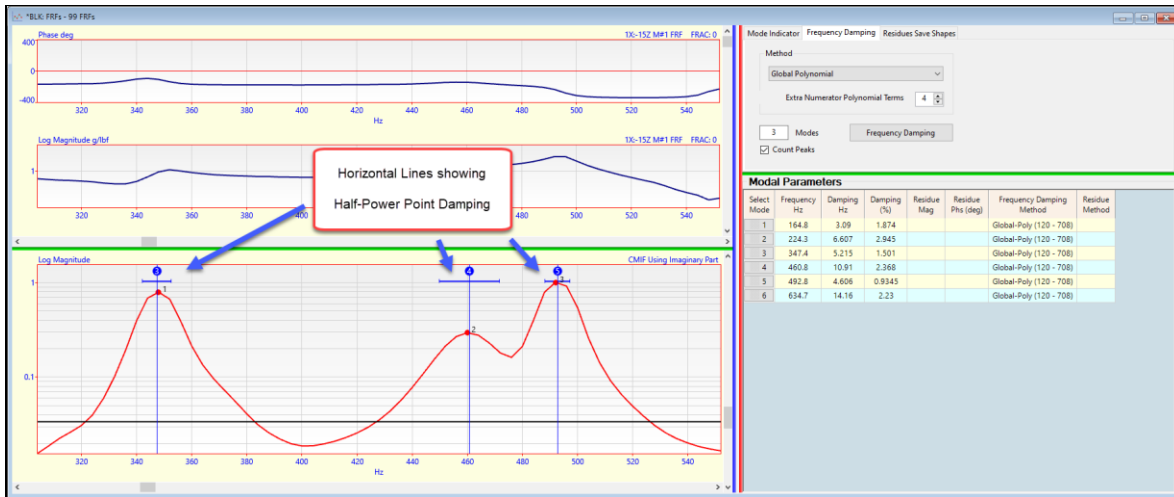 *BLK: FRFs - 99 FRFs
Phase deg 1X:-15Z M#1 FRF FRAC: 0
400
0
-400
320 340 360 380 400 420 440 460 480 500 520 540
Hz
Log Magnitude g/lbf 1X:-15Z M#1 FRF FRAC: 0
1
320 340 360 380 400 420 440 460 480 500 520 540
Horizontal Lines showing
Half-Power Point Damping
Log Magnitude CMIF Using Imaginary Part
3 4 5
1
1 2 3
0.1
320 340 360 380 400 420 440 460 480 500 520 540
Hz
Mode Indicator Frequency Damping Residues Save Shapes
Method
Global Polynomial
Extra Numerator Polynomial Terms 4
3 Modes Frequency Damping
Count Peaks
Modal Parameters
Select Mode Frequency Hz Damping Hz Damping (%) Residue Mag Residue Phs (deg) Frequency Damping Method Residue Method
1 164.8 3.09 1.874 Global-Poly (120 - 708)
2 224.3 6.607 2.945 Global-Poly (120 - 708)
3 347.4 5.215 1.501 Global-Poly (120 - 708)
4 460.8 10.91 2.368 Global-Poly (120 - 708)
5 492.8 4.606 0.9345 Global-Poly (120 - 708)
6 634.7 14.16 2.23 Global-Poly (120 - 708)